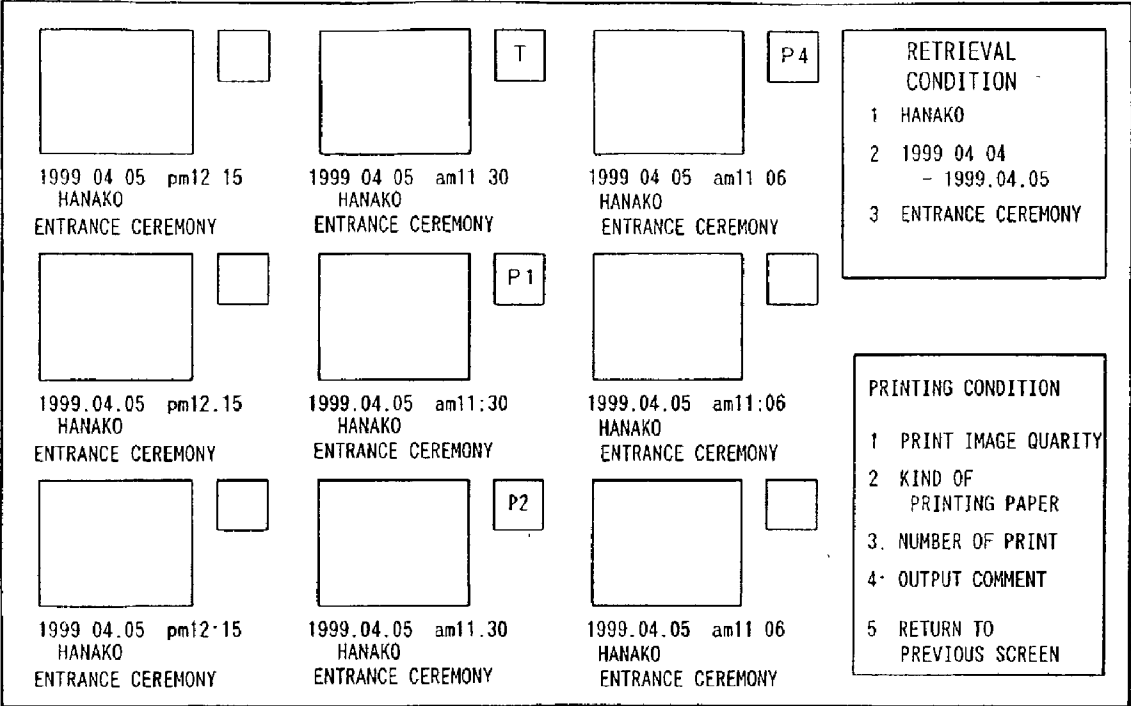 T
P4
1999 04 05 pm12 15
HANAKO
ENTRANCE CEREMONY
1999 04 05 am11 30
HANAKO
ENTRANCE CEREMONY
1999 04 05 am11 06
HANAKO
ENTRANCE CEREMONY
P1
1999.04.05 pm12.15
HANAKO
ENTRANCE CEREMONY
1999.04.05 am11:30
HANAKO
ENTRANCE CEREMONY
1999.04.05 am11:06
HANAKO
ENTRANCE CEREMONY
P2
1999 04.05 pm12·15
HANAKO
ENTRANCE CEREMONY
1999.04.05 am11.30
HANAKO
ENTRANCE CEREMONY
1999.04.05 am11 06
HANAKO
ENTRANCE CEREMONY
RETRIEVAL
CONDITION
1 HANAKO
2 1999 04 04
- 1999.04.05
3 ENTRANCE CEREMONY
PRINTING CONDITION
1 PRINT IMAGE QUARITY
2 KIND OF
PRINTING PAPER
3. NUMBER OF PRINT
4· OUTPUT COMMENT
5 RETURN TO
PREVIOUS SCREEN